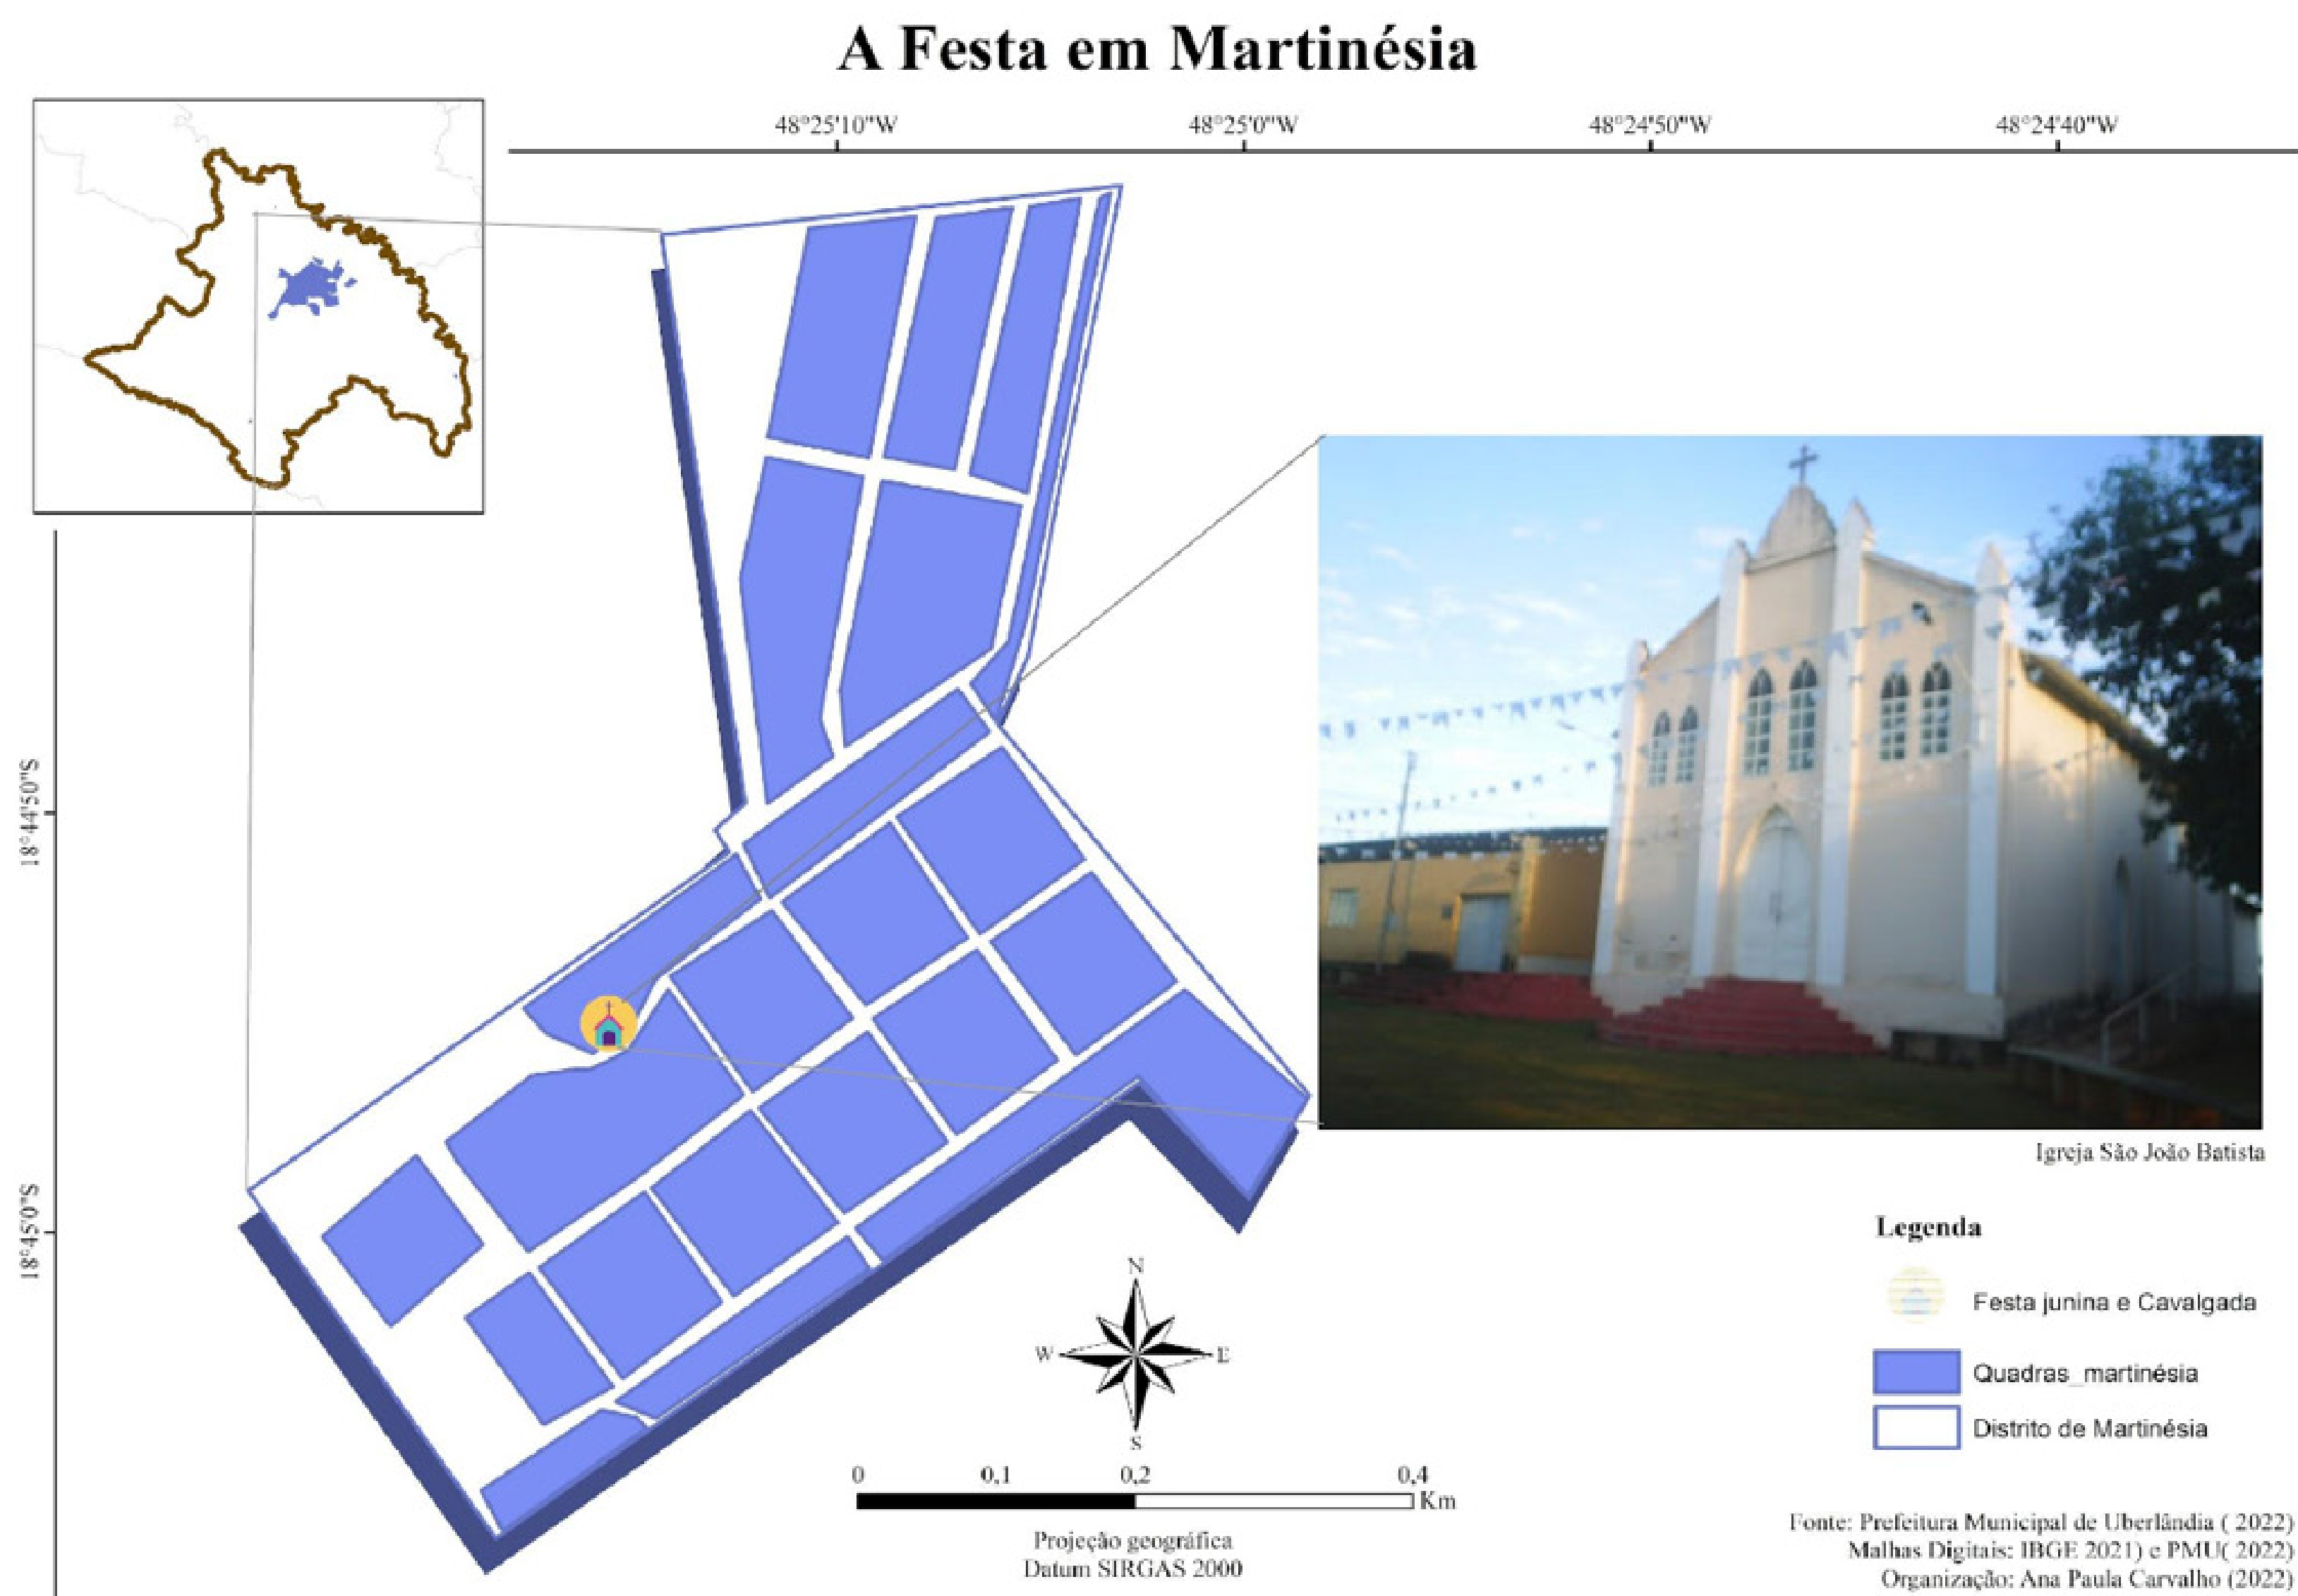 A Festa em Martinésia
48°25'10"W
48°25'0"W
48°24'50"W
48°24'40"W
18°44'50"S
18°45'0"S
Igreja São João Batista
Legenda
Festa junina e Cavalgada
Quadras_martinésia
Distrito de Martinésia
N
W
E
S
0
0,1
0,2
0,4
Km
Projeção geográfica
Datum SIRGAS 2000
Fonte: Prefeitura Municipal de Uberlândia ( 2022)
Malhas Digitais: IBGE 2021) e PMU( 2022)
Organização: Ana Paula Carvalho (2022)